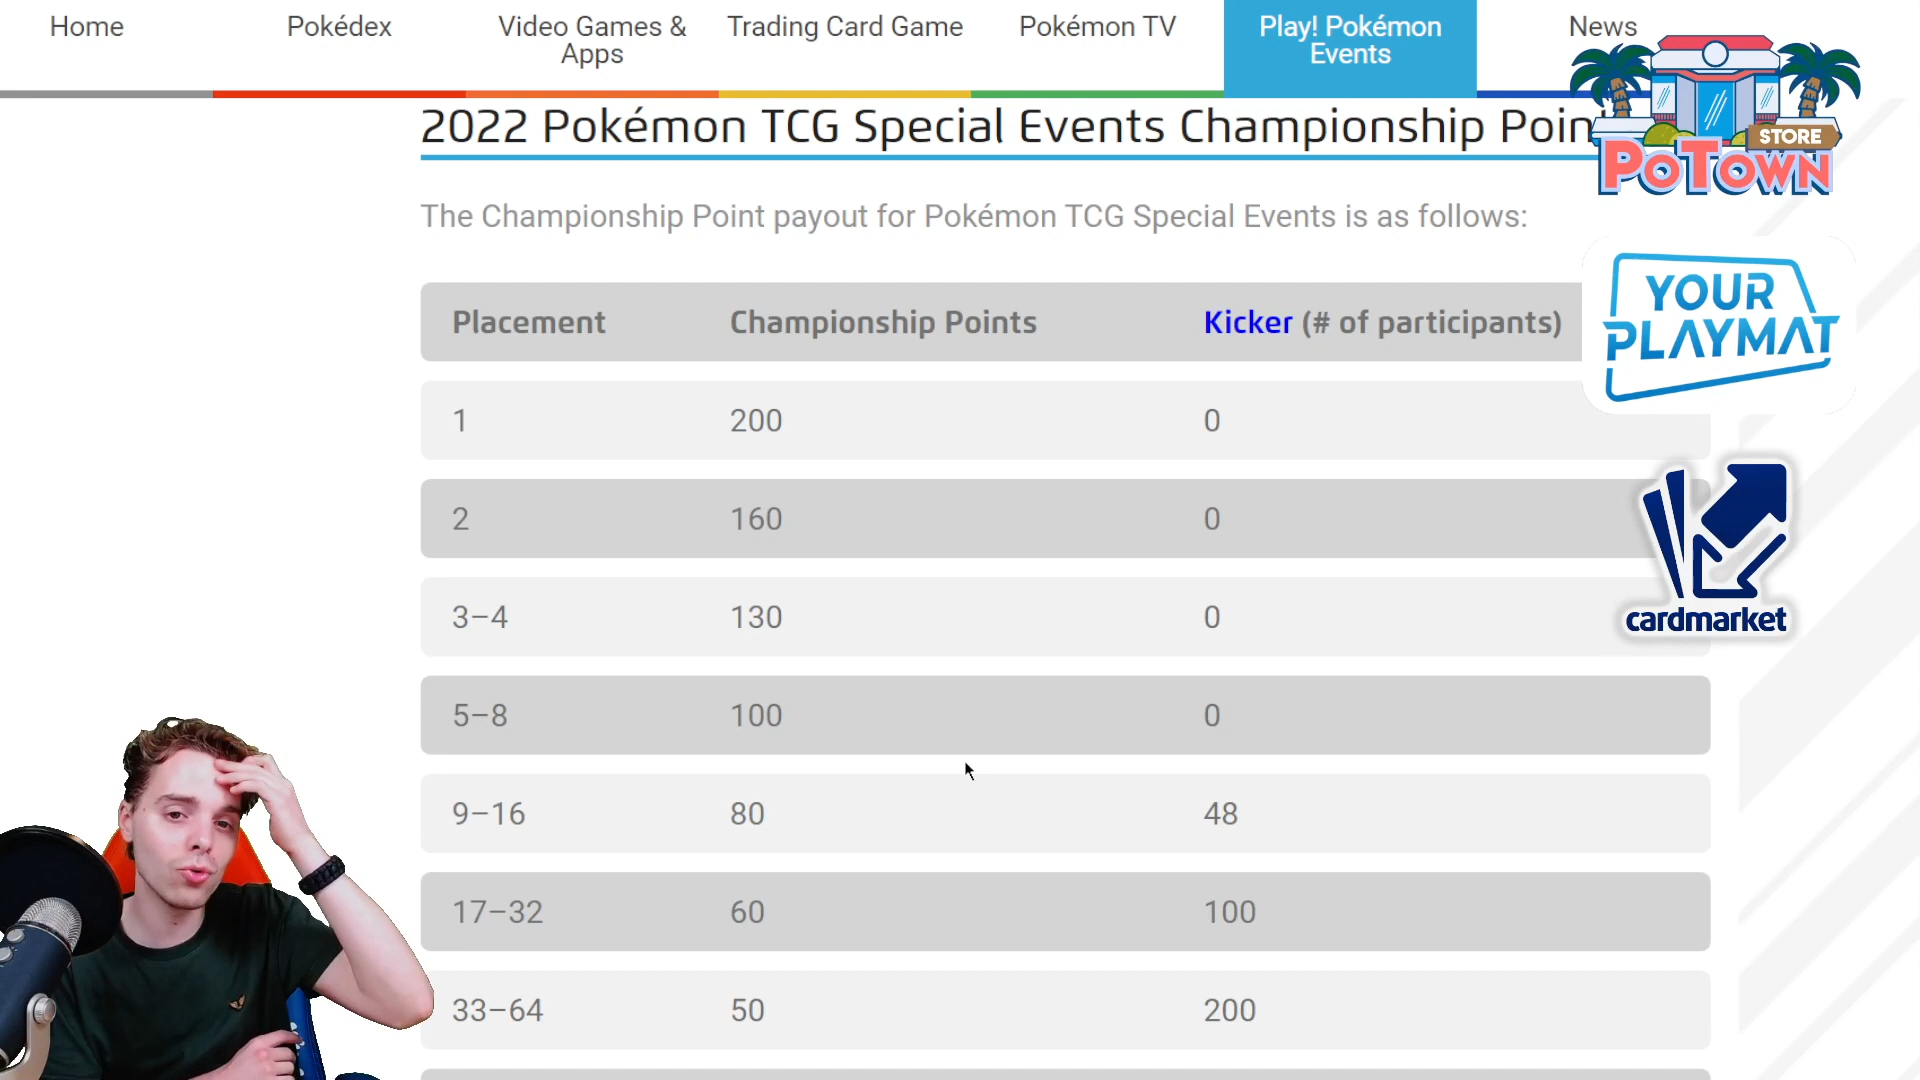 Home
Pokédex
Video Games &
Apps
Trading Card Game
Pokémon TV
Play! Pokémon
Events
News
2022 Pokémon TCG Special Events Championship Poin
STORE
POTOWN
The Championship Point payout for Pokémon TCG Special Events is as follows:
YOUR
PLAYMAT
Placement Championship Points Kicker (# of participants)
1 200 0
2 160 0
3–4 130 0
cardmarket
5–8 100 0
9–16 80 48
17–32 60 100
33–64 50 200